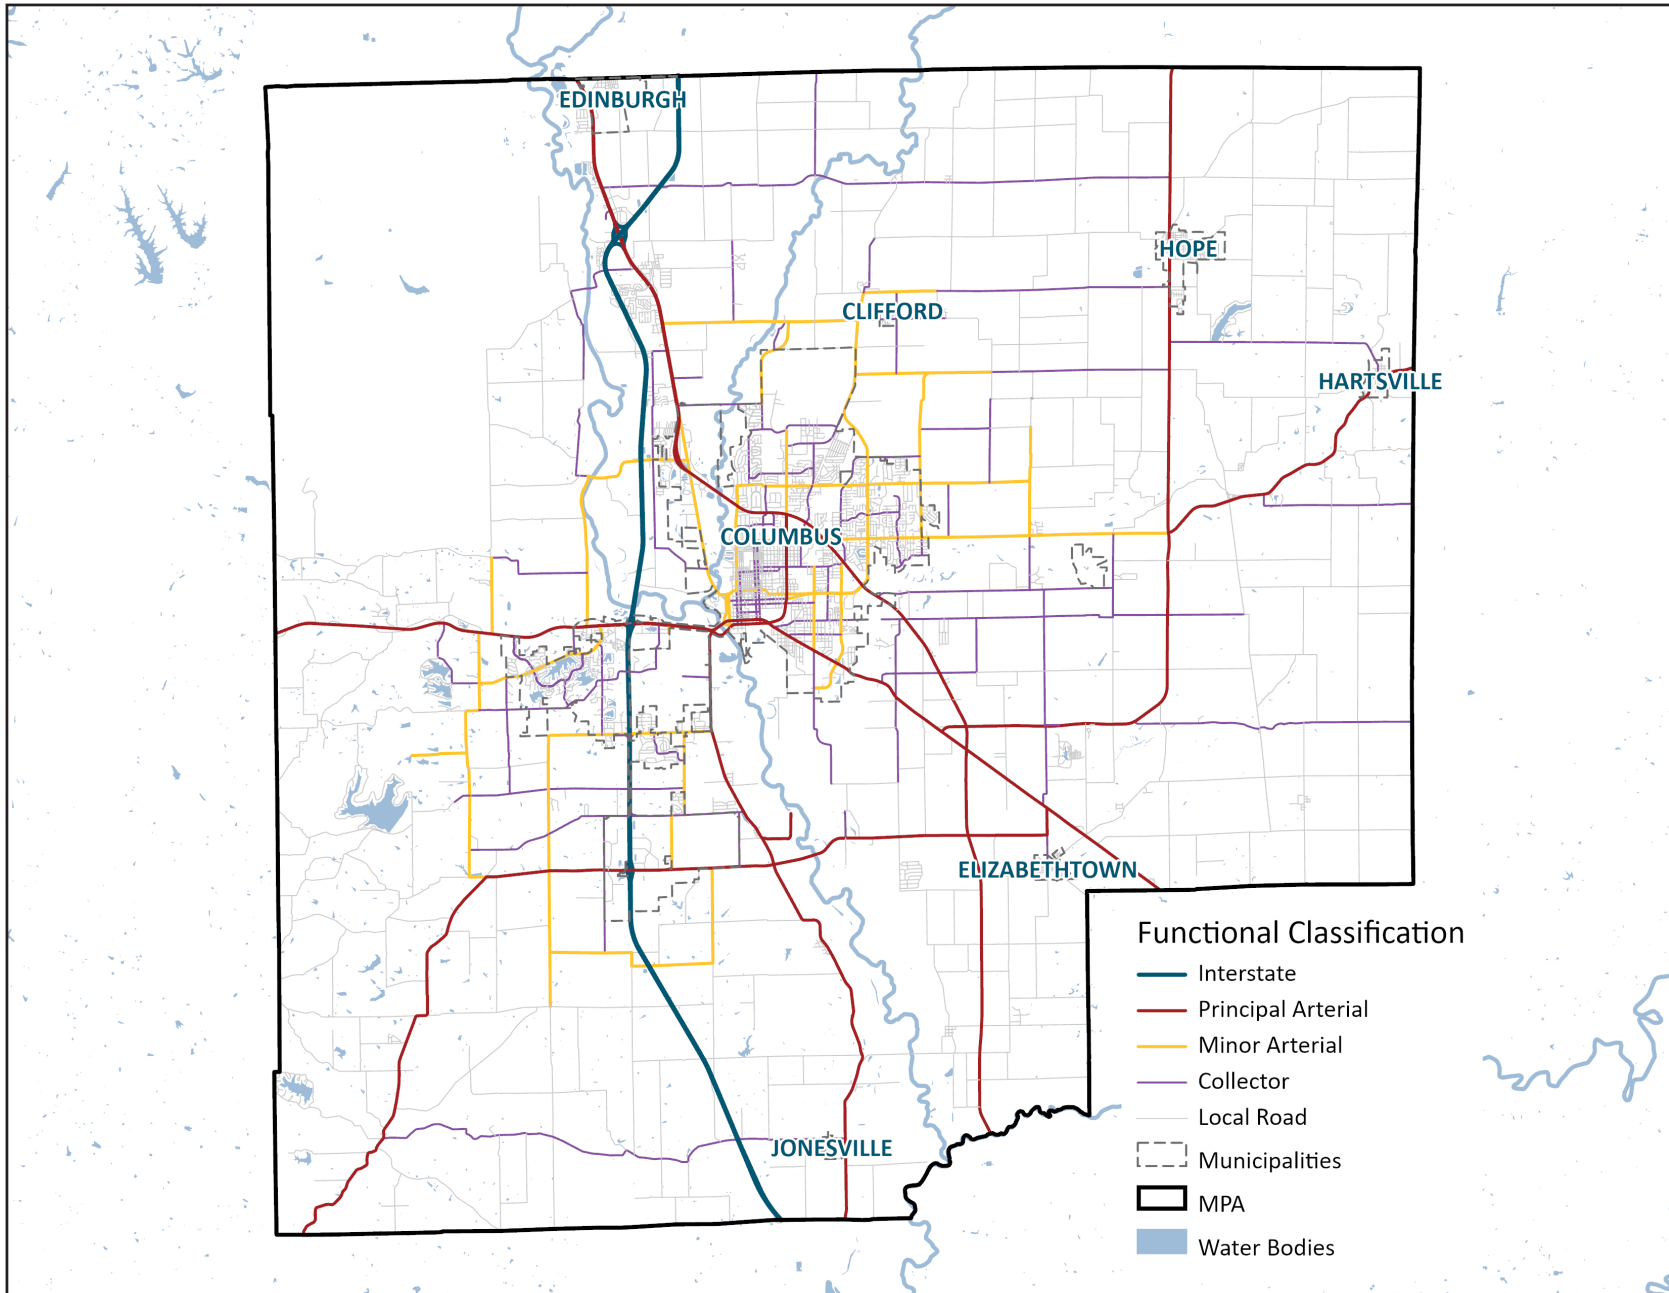 EDINBURGH
HOPE
CLIFFORD
HARTSVILLE
COLUMBUS
ELIZABETHTOWN
JONESVILLE
Functional Classification
Interstate
Principal Arterial
Minor Arterial
Collector
Local Road
Municipalities
MPA
Water Bodies